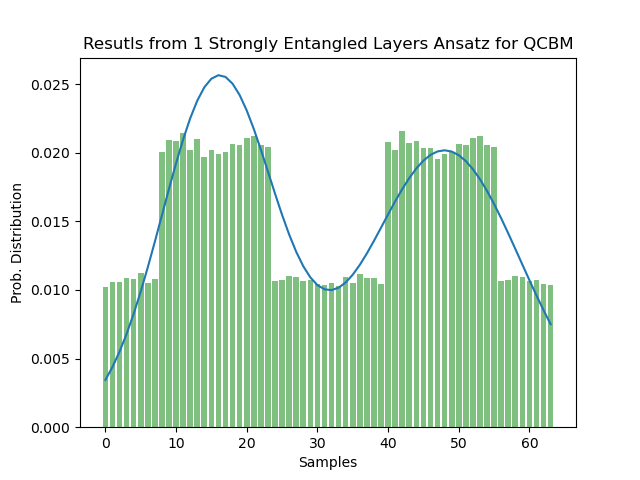 Resutls from 1 Strongly Entangled Layers Ansatz for QCBM
0.025
0.020
0.015
0.010
0.005
0.000
Prob. Distribution
0 10 20 30 40 50 60
Samples